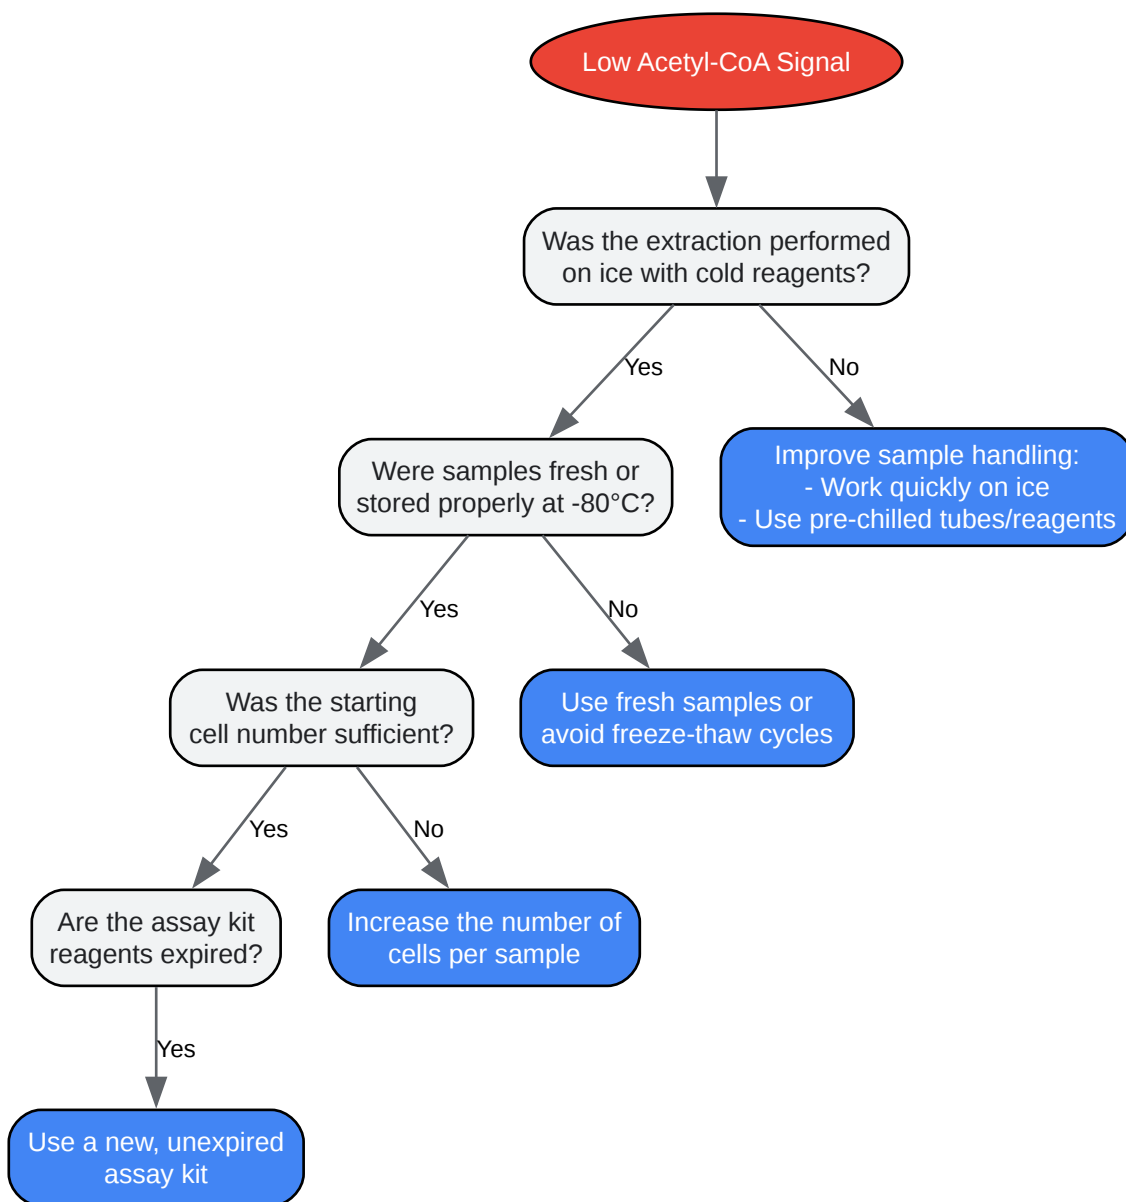 Low Acetyl-CoA Signal
Was the extraction performed
on ice with cold reagents?
Yes
No
Were samples fresh or
stored properly at -80°C?
Improve sample handling:
- Work quickly on ice
- Use pre-chilled tubes/reagents
Yes
No
Was the starting
cell number sufficient?
Use fresh samples or
avoid freeze-thaw cycles
Yes
No
Are the assay kit
reagents expired?
Increase the number of
cells per sample
Yes
Use a new, unexpired
assay kit